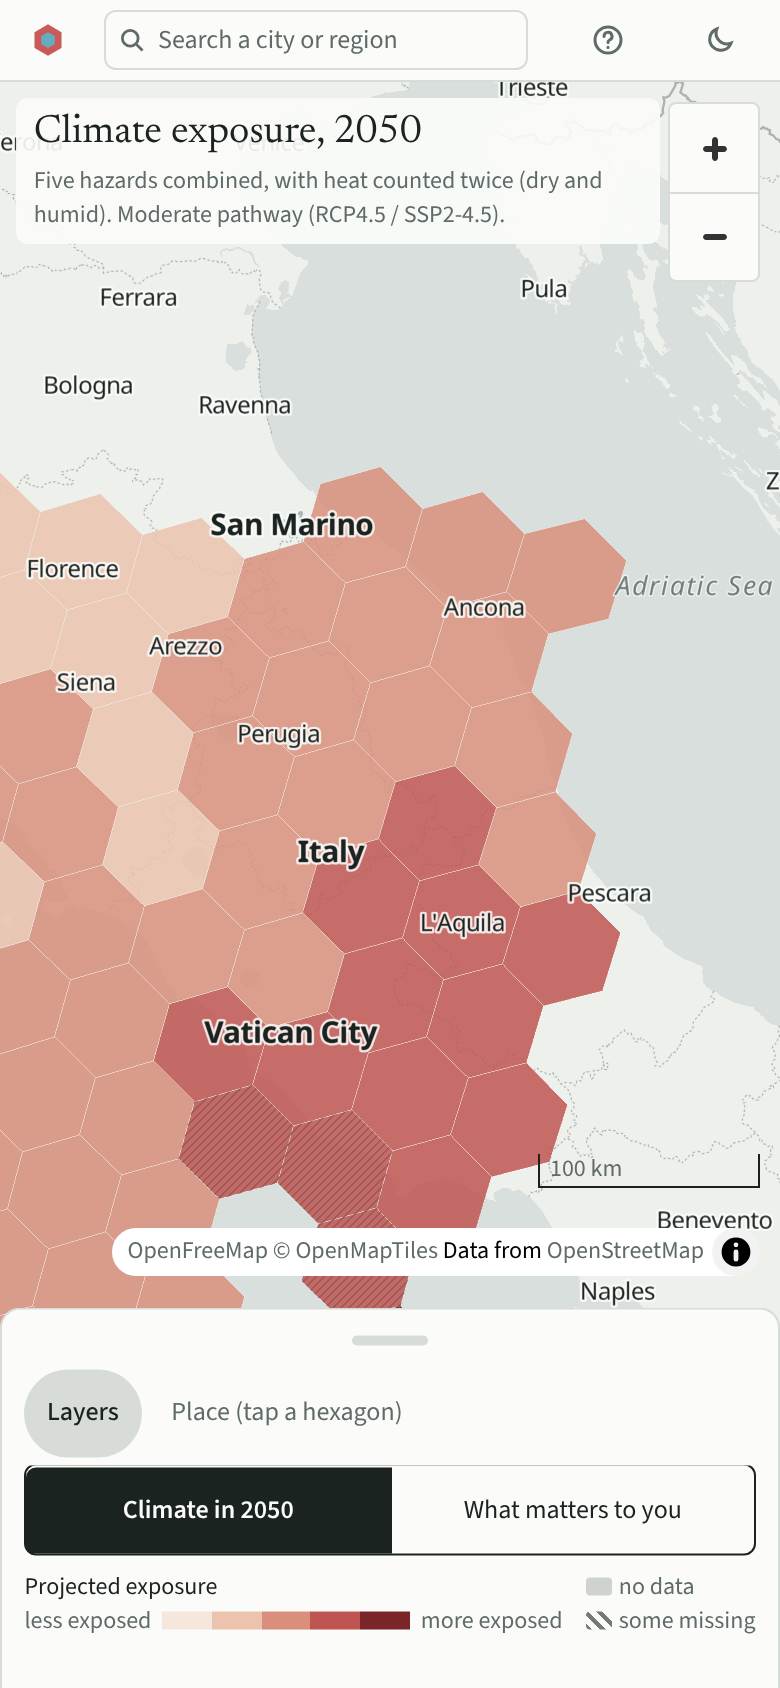 Search a city or region
Trieste
Climate exposure, 2050
Five hazards combined, with heat counted twice (dry and
humid). Moderate pathway (RCP4.5 / SSP2-4.5).
Ferrara
Pula
Bologna
Ravenna
Z
San Marino
Florence
Adriatic Sea
Ancona
Arezzo
Siena
Perugia
Italy
Pescara
L'Aquila
Vatican City
100 km
Benevento
OpenFreeMap © OpenMapTiles Data from OpenStreetMap
Naples
Layers
Place (tap a hexagon)
Climate in 2050
What matters to you
Projected exposure
no data
less exposed
more exposed
some missing